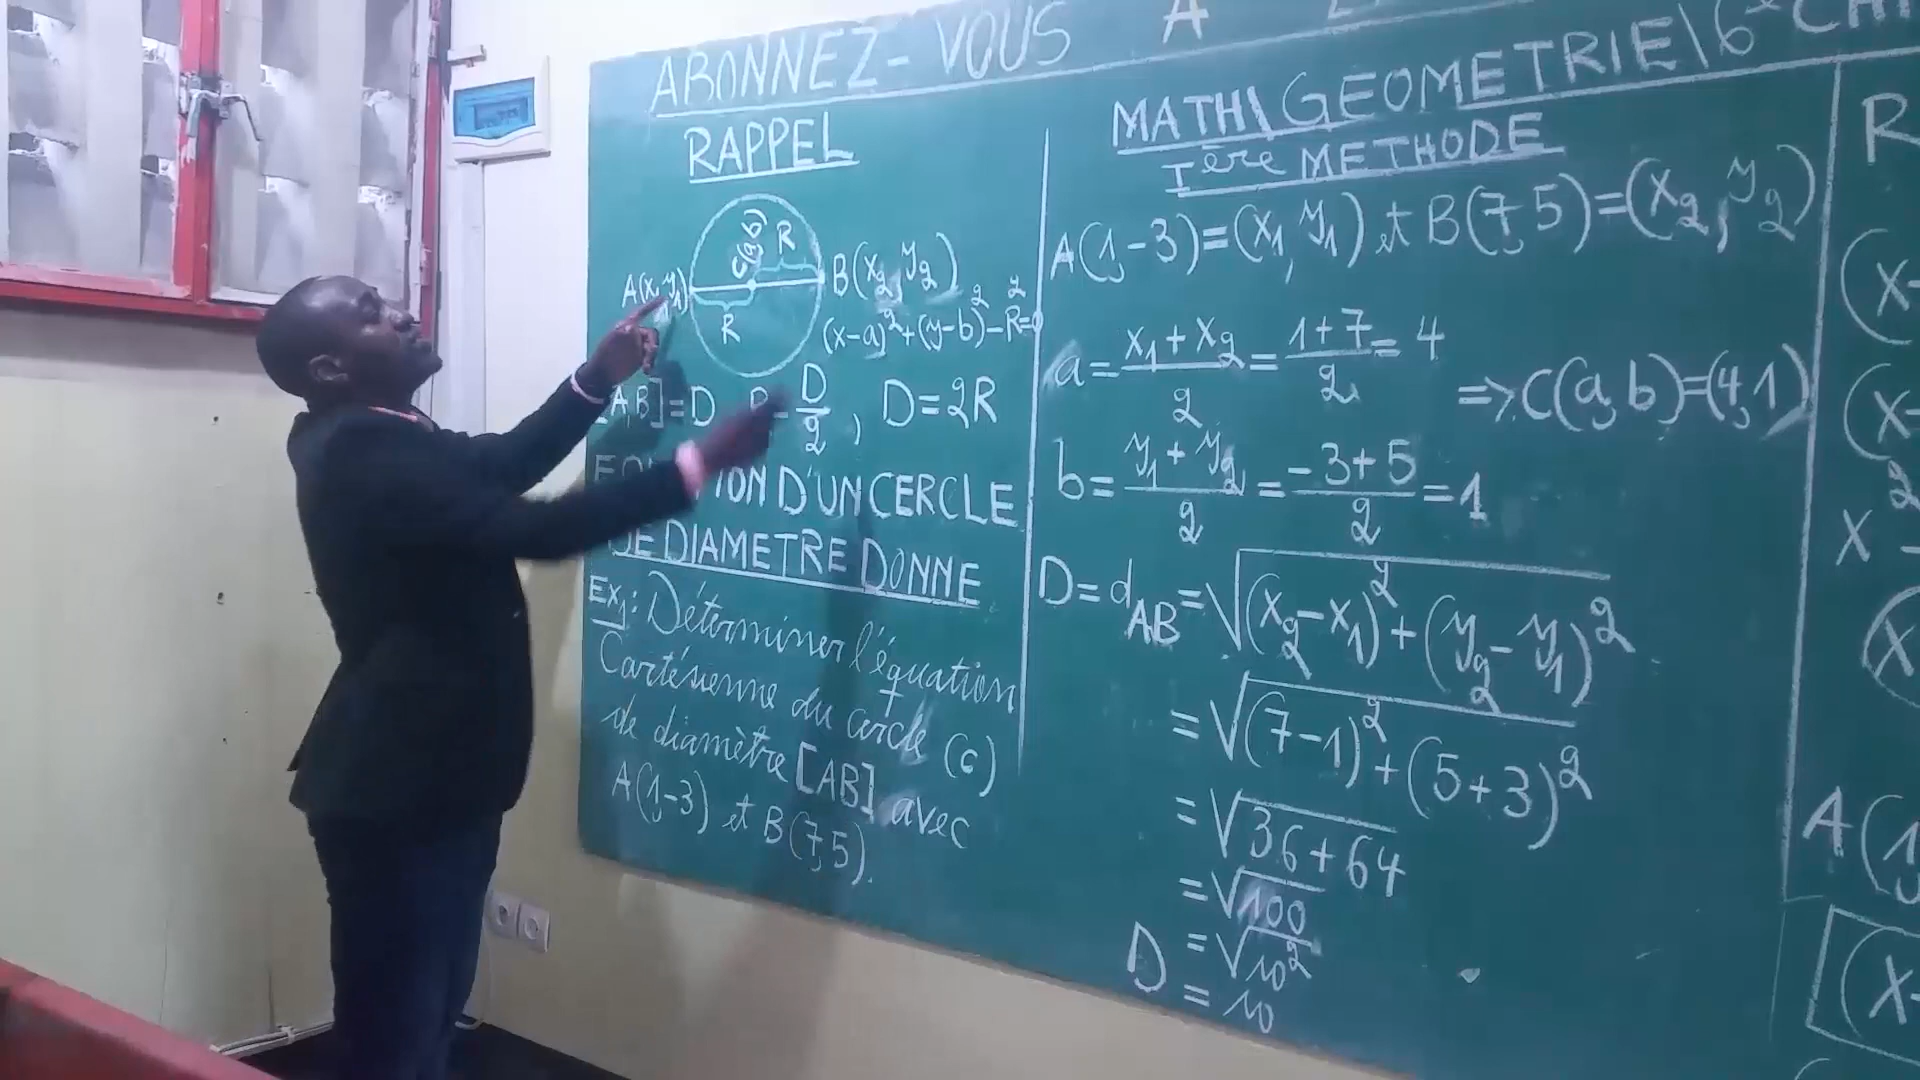 ABONNEZ-VOUS A
RAPPEL
C(a,b)
R
A(x₁,y₁)
B(x₂,y₂)
R
(x-a)²+(y-b)²-R²=0
[AB]=D R=D/2, D=2R
D'UN CERCLE
DE DIAMETRE DONNE
Ex₁: Déterminer l'équation
Cartésienne du cercle (C)
de diamètre [AB] avec
A(1,-3) et B(7,5).
MATH\GEOMETRIE\6e
1ère METHODE
A(1,-3)=(x₁,y₁) et B(7,5)=(x₂,y₂)
a=(x₁+x₂)/2=(1+7)/2=4
=>C(a,b)=(4,1)
b=(y₁+y₂)/2=(-3+5)/2=1
D=d_AB=√((x₂-x₁)²+(y₂-y₁)²)
=√((7-1)²+(5+3)²)
=√(36+64)
=√100
=√10²
D=10
R
(x-
(x-
x²-
(x
A(1,
(x-